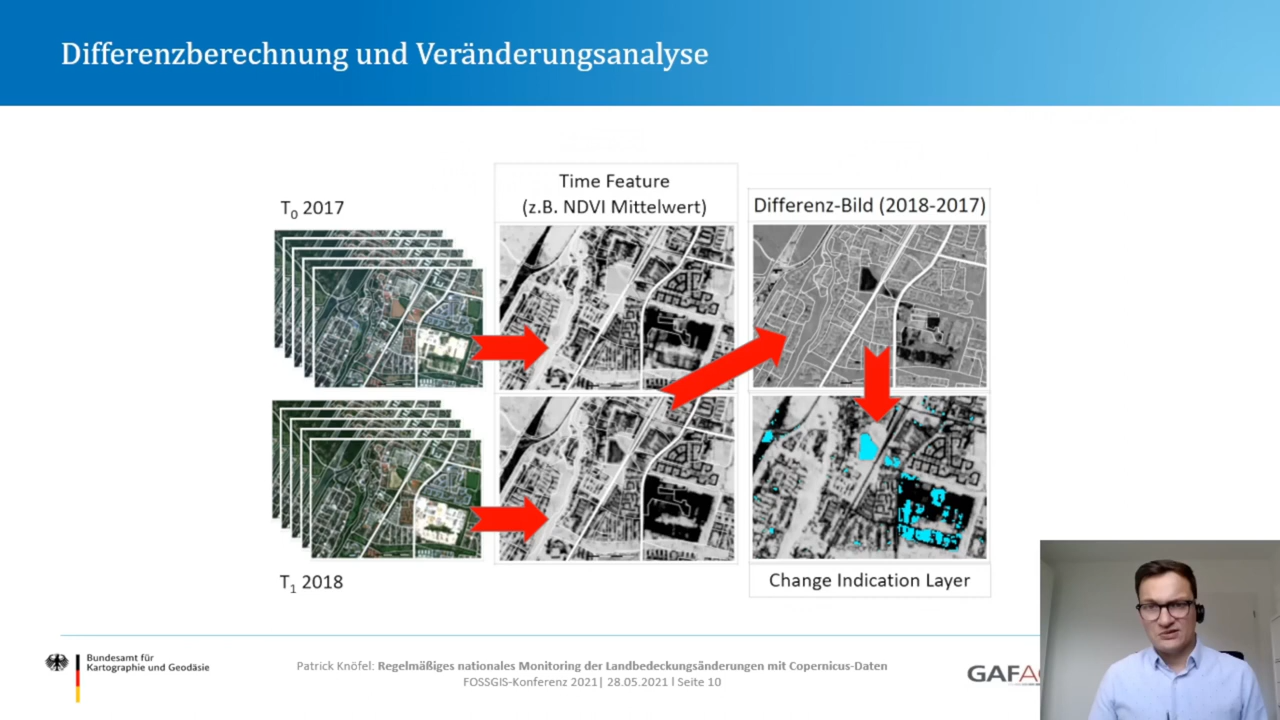 Differenzberechnung und Veränderungsanalyse
T0 2017
Time Feature
(z.B. NDVI Mittelwert)
Differenz-Bild (2018-2017)
T1 2018
Change Indication Layer
Bundesamt für
Kartographie und Geodäsie
Patrick Knöfel: Regelmäßiges nationales Monitoring der Landbedeckungsänderungen mit Copernicus-Daten
FOSSGIS-Konferenz 2021| 28.05.2021 l Seite 10
GAFA